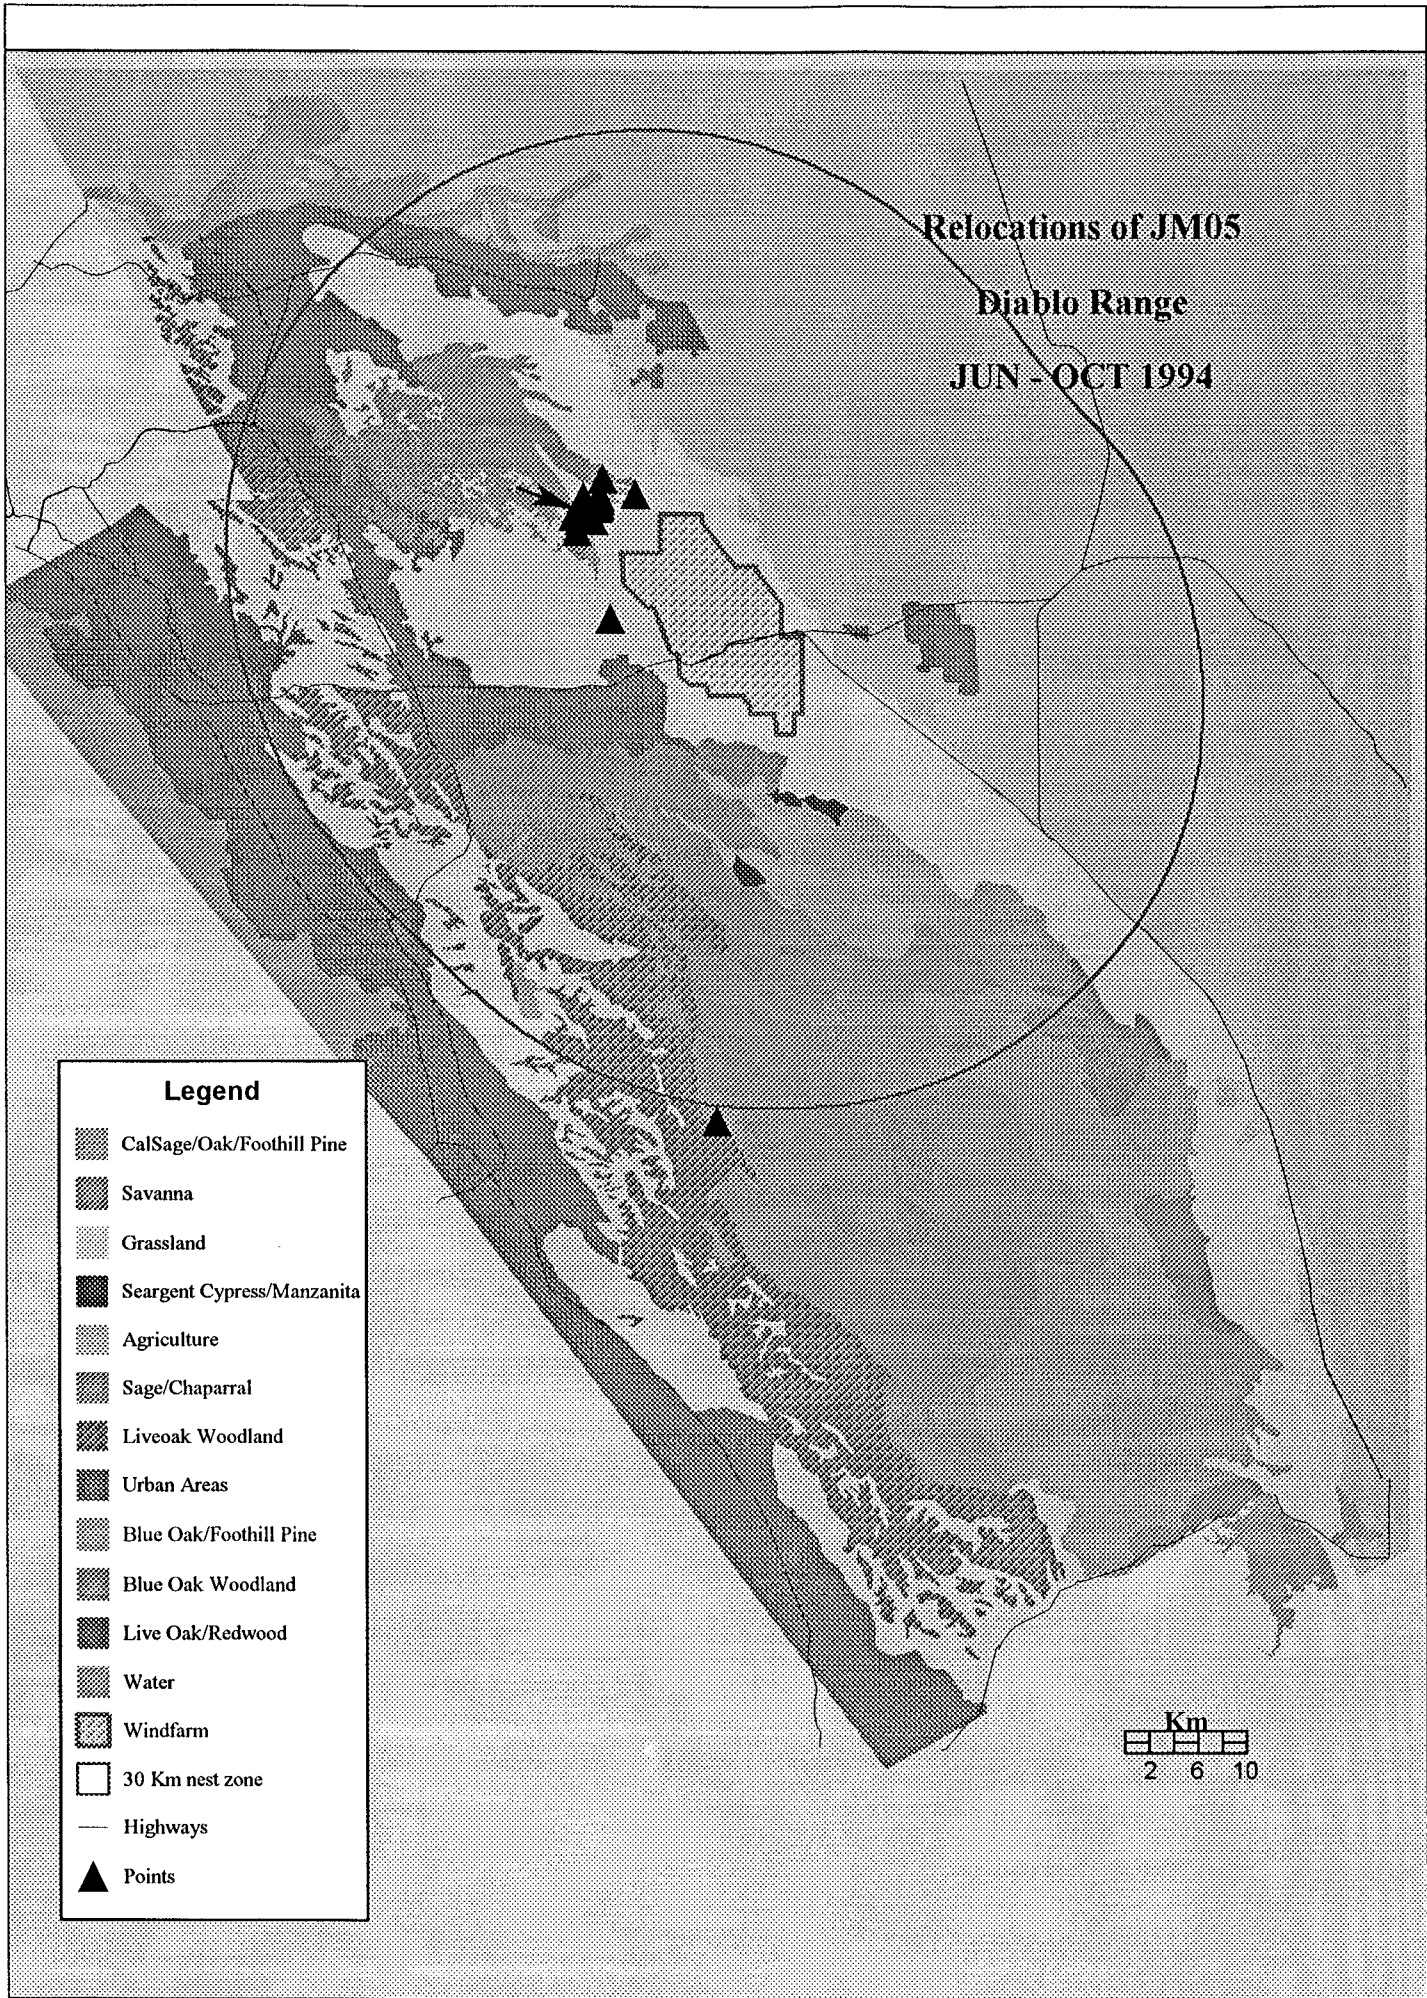 Relocations of JM05
Diablo Range
JUN - OCT 1994
Legend
CalSage/Oak/Foothill Pine
Savanna
Grassland
Seargent Cypress/Manzanita
Agriculture
Sage/Chaparral
Liveoak Woodland
Urban Areas
Blue Oak/Foothill Pine
Blue Oak Woodland
Live Oak/Redwood
Water
Windfarm
30 Km nest zone
Highways
Points
Km
2 6 10